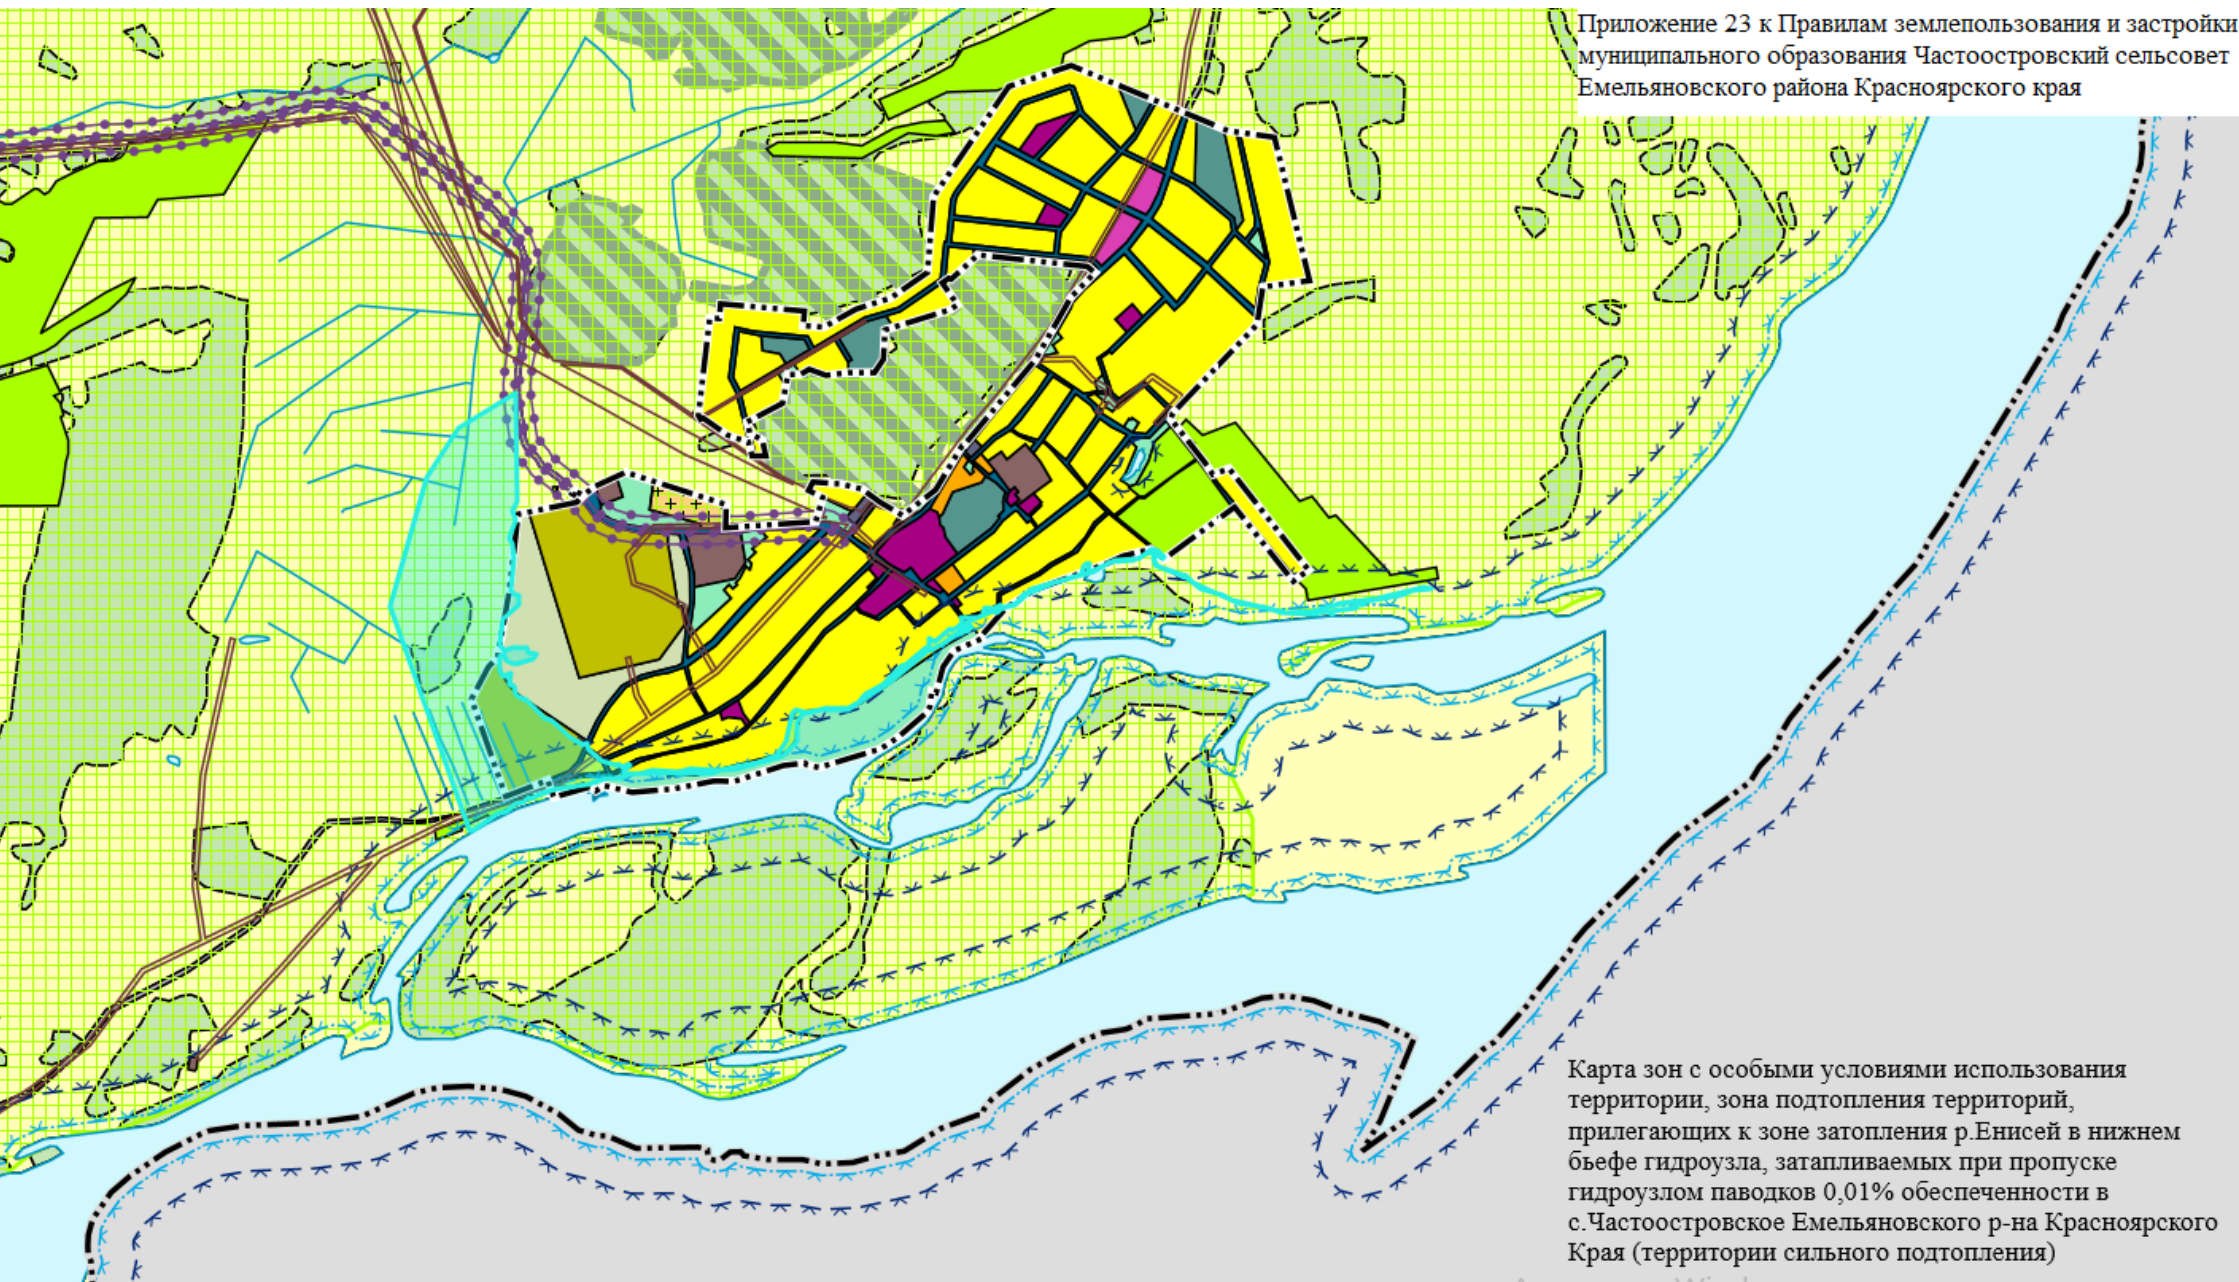 Приложение 23 к Правилам землепользования и застройки
муниципального образования Частоостровский сельсовет
Емельяновского района Красноярского края
Карта зон с особыми условиями использования
территории, зона подтопления территорий,
прилегающих к зоне затопления р.Енисей в нижнем
бьефе гидроузла, затапливаемых при пропуске
гидроузлом паводков 0,01% обеспеченности в
с.Частоостровское Емельяновского р-на Красноярского
Края (территории сильного подтопления)